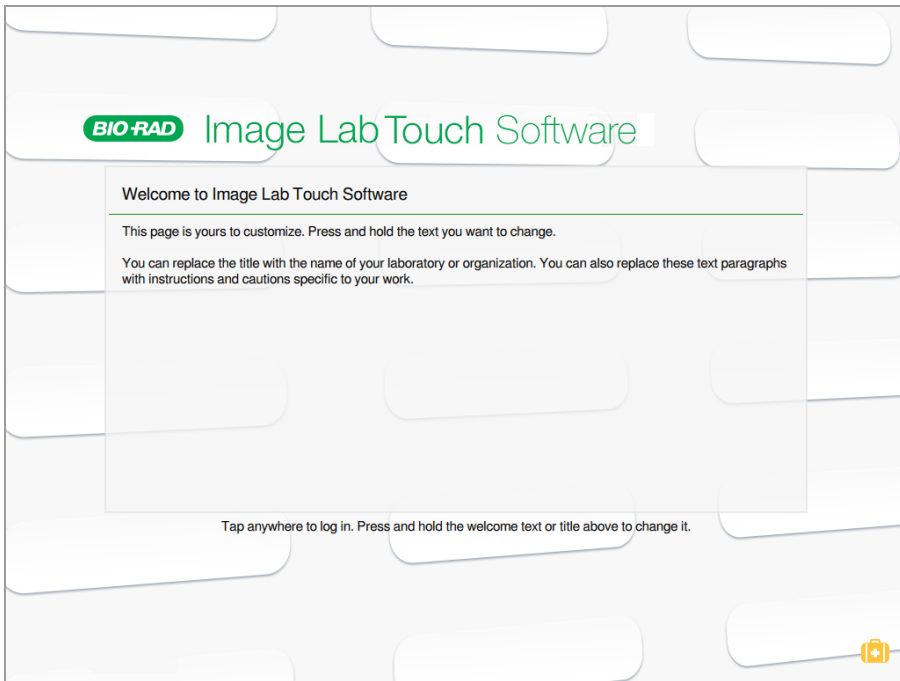 BIO-RAD Image Lab Touch Software
Welcome to Image Lab Touch Software
This page is yours to customize. Press and hold the text you want to change.
You can replace the title with the name of your laboratory or organization. You can also replace these text paragraphs
with instructions and cautions specific to your work.
Tap anywhere to log in. Press and hold the welcome text or title above to change it.